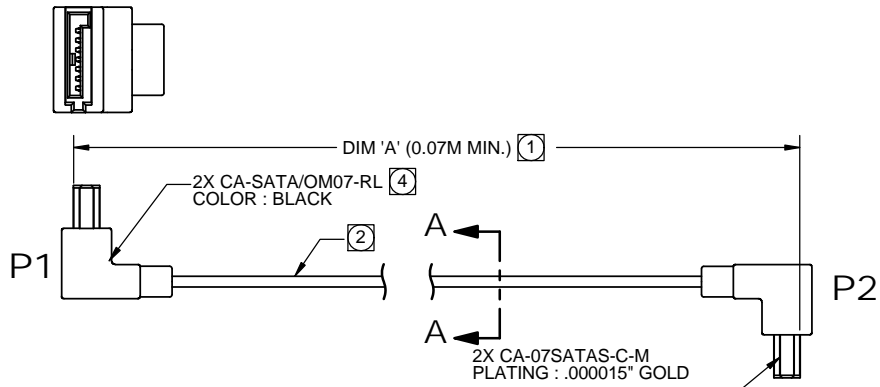 DIM 'A' (0.07M MIN.) 1
2X CA-SATA/OM07-RL 4
COLOR : BLACK
2
A
P1
P2
A
2X CA-07SATAS-C-M
PLATING : .000015" GOLD